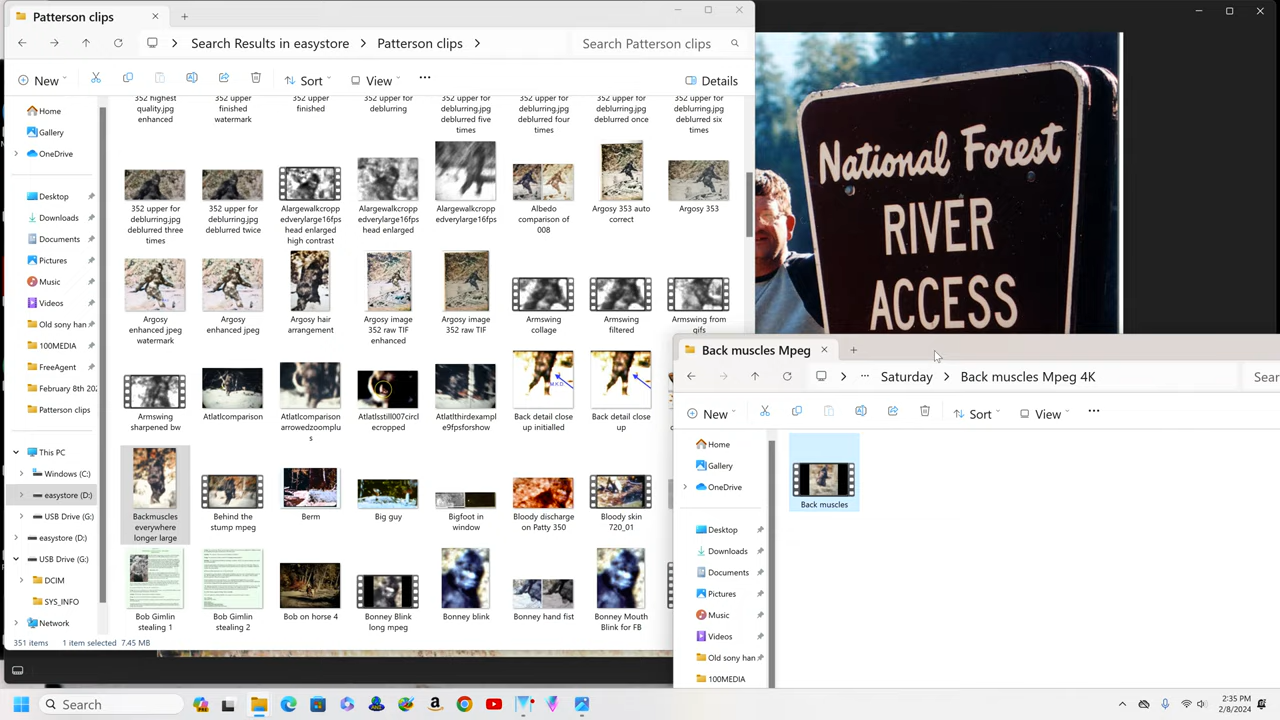 Patterson clips
Search Results in easystore
Patterson clips
Search Patterson clips
New
Sort
View
Details
Home
Gallery
OneDrive
Desktop
Downloads
Documents
Pictures
Music
Videos
Old sony han
100MEDIA
FreeAgent
February 8th 202
Patterson clips
This PC
Windows (C:)
easystore (D:)
USB Drive (G:)
easystore (D:)
USB Drive (G:)
DCIM
SYS_INFO
Network
352 highest
quality.jpg
enhanced
352 upper
finished
watermark
352 upper
finished
352 upper for
deblurring
352 upper for
deblurring.jpg
deblurred five
times
352 upper for
deblurring.jpg
deblurred four
times
352 upper for
deblurring.jpg
deblurred once
352 upper for
deblurring.jpg
deblurred six
times
352 upper for
deblurring.jpg
deblurred three
times
352 upper for
deblurring.jpg
deblurred twice
Alargewalkcropp
edverylarge16fps
head enlarged
high contrast
Alargewalkcropp
edverylarge16fps
head enlarged
Alargewalkcropp
edverylarge16fps
Albedo
comparison of
008
Argosy 353 auto
correct
Argosy 353
Argosy
enhanced jpeg
watermark
Argosy
enhanced jpeg
Argosy hair
arrangement
Argosy image
352 raw TIF
enhanced
Argosy image
352 raw TIF
Armswing
collage
Armswing
filtered
Armswing from
gifs
Armswing
sharpened bw
Atlatlcomparison
Atlatlcomparison
arrowedzoomplu
s
Atlatlsstill007circl
ecropped
Atlatlthirdexampl
e9fpsforshow
Back detail close
up initialled
Back detail close
up
Backmuscles
everywhere
longer large
Behind the
stump mpeg
Berm
Big guy
Bigfoot in
window
Bloody discharge
on Patty 350
Bloody skin
720_01
Bob Gimlin
stealing 1
Bob Gimlin
stealing 2
Bob on horse 4
Bonney Blink
long mpeg
Bonney blink
Bonney hand fist
Bonney Mouth
Blink for FB
351 items
1 item selected 7.45 MB
National Forest
RIVER
ACCESS
Back muscles Mpeg
Saturday
Back muscles Mpeg 4K
Sear
New
Sort
View
Home
Gallery
OneDrive
Desktop
Downloads
Documents
Pictures
Music
Videos
Old sony han
100MEDIA
Back muscles
Search
2:35 PM
2/8/2024